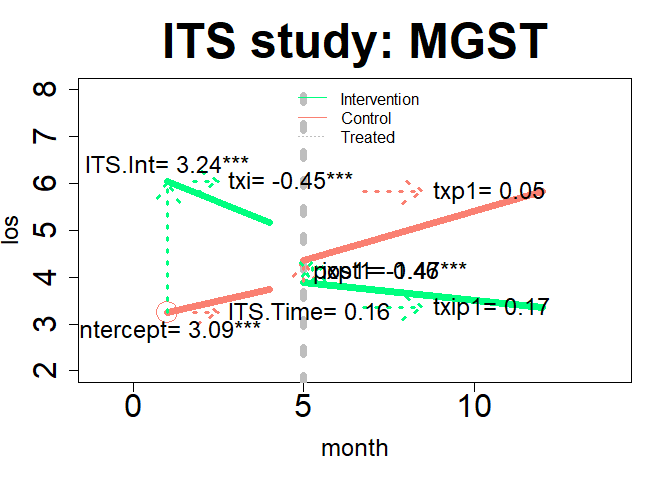 ITS study: MGST
Intervention
Control
Treated
ITS.Int= 3.24***
txi= -0.45***
txp1= 0.05
ITS.Time= 0.16
txip1= 0.17
ntercept= 3.09***
los
8
7
6
5
4
3
2
0
5
10
month